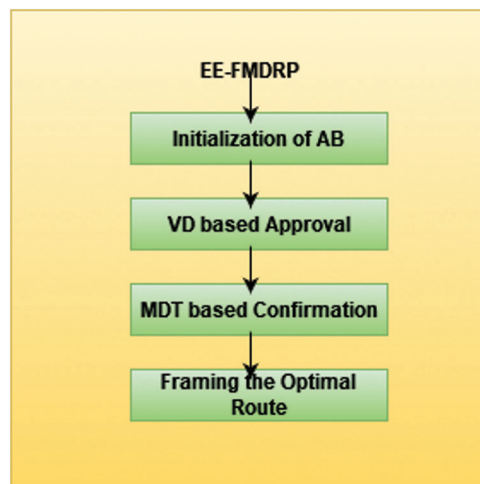 EE-FMDRP
Initialization of AB
VD based Approval
MDT based Confirmation
Framing the Optimal
Route